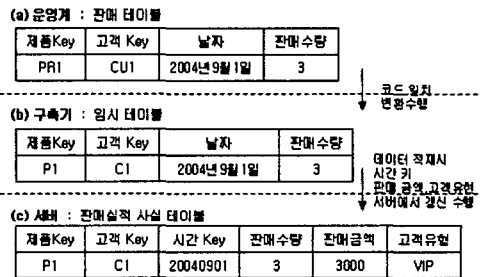 (a) 운영계 : 판매 테이블
제품Key 고객 Key 날짜 판매수량
PR1 CU1 2004년 9월 1일 3
코드 일치
변환수행
(b) 구축기 : 임시 테이블
제품Key 고객 Key 날짜 판매수량
P1 C1 2004년 9월 1일 3
데이터 적재시
시간 키
판매 금액, 고객유형
서버에서 갱신 수행
(c) 서버 : 판매실적 사실 테이블
제품Key 고객 Key 시간 Key 판매수량 판매금액 고객유형
P1 C1 20040901 3 3000 VIP